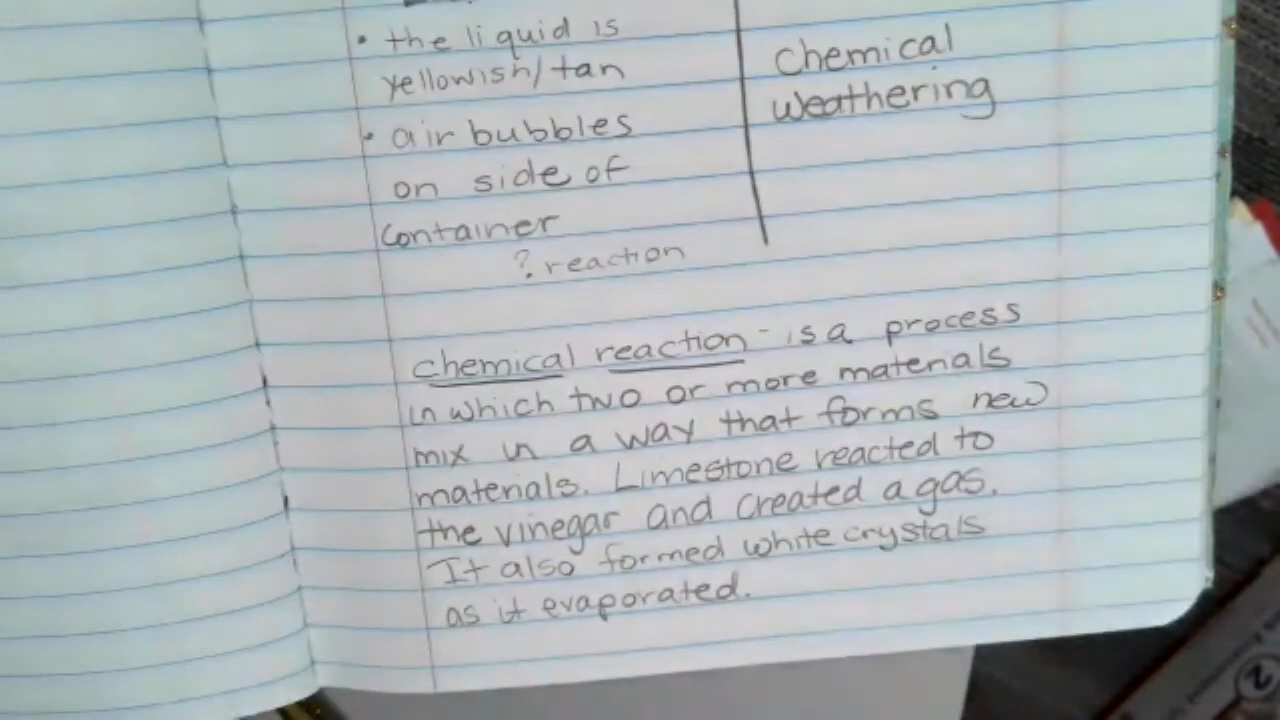 • the liquid is
yellowish/tan
• air bubbles
on side of
container
? reaction
Chemical
weathering
chemical reaction - is a process
in which two or more materials
mix in a way that forms new
materials. Limestone reacted to
the vinegar and created a gas.
It also formed white crystals
as it evaporated.
2